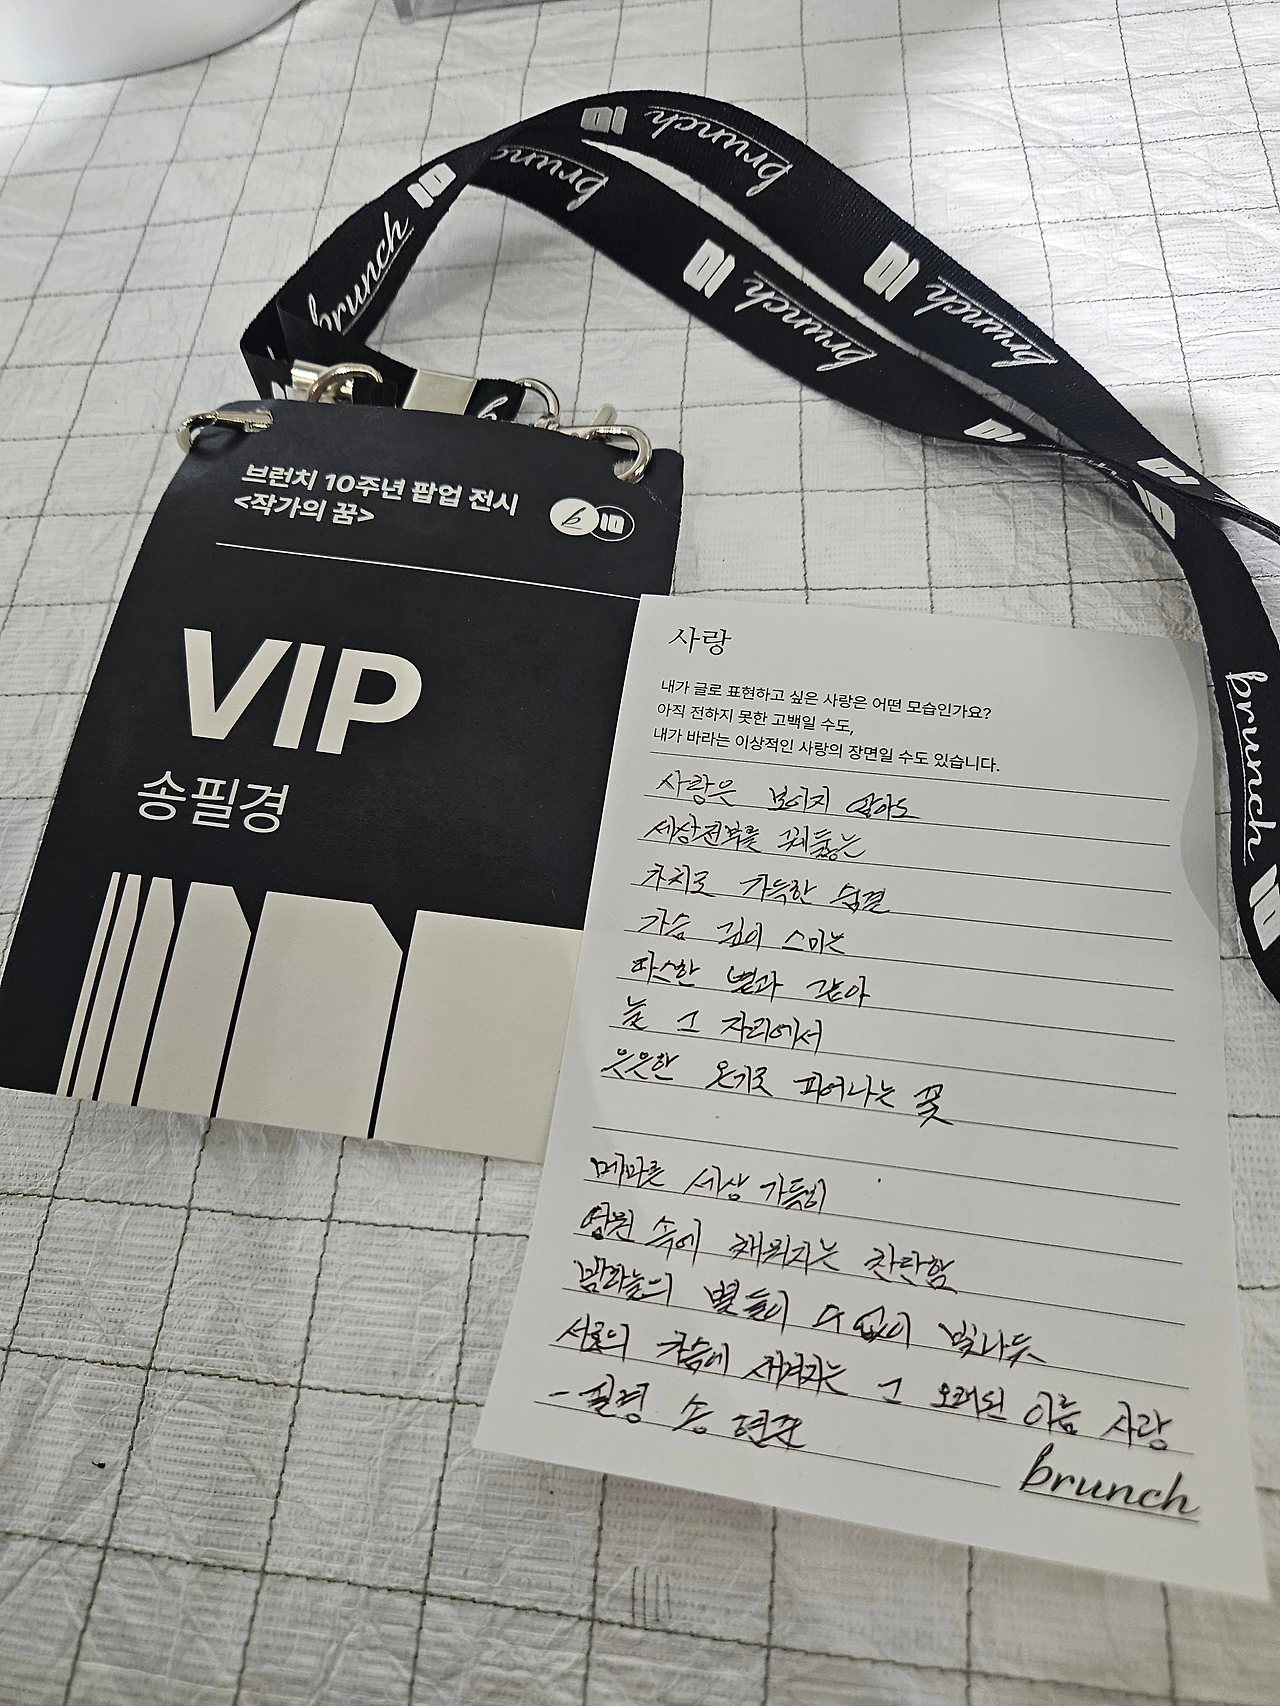 brunch
brunch
brunch
brunch
brunch
brunch
브런치 10주년 팝업 전시
<작가의 꿈>
b 10
VIP
송필경
사랑
내가 글로 표현하고 싶은 사랑은 어떤 모습인가요?
아직 전하지 못한 고백일 수도,
내가 바라는 이상적인 사랑의 장면일 수도 있습니다.
사랑은 보이지 않아도
세상전부를 꿰뚫는
가치로 가득한 숨결
가슴 깊이 스미는
따스한 볕과 같아
늘 그 자리에서
은은한 온기로 피어나는 꽃
메마른 세상 가득히
영원 속에 채워지는 찬란함
밤하늘의 별들이 수없이 빛나듯
서로의 가슴에 새겨지는 그 오래된 이름 사랑
송
brunch